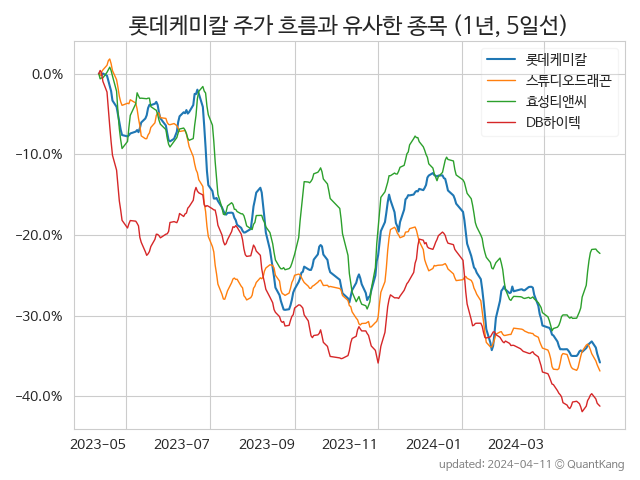 롯데케미칼 주가 흐름과 유사한 종목 (1년, 5일선)
롯데케미칼
스튜디오드래곤
효성티앤씨
DB하이텍
0.0%
−10.0%
−20.0%
−30.0%
−40.0%
2023-05
2023-07
2023-09
2023-11
2024-01
2024-03
updated: 2024-04-11 © QuantKang